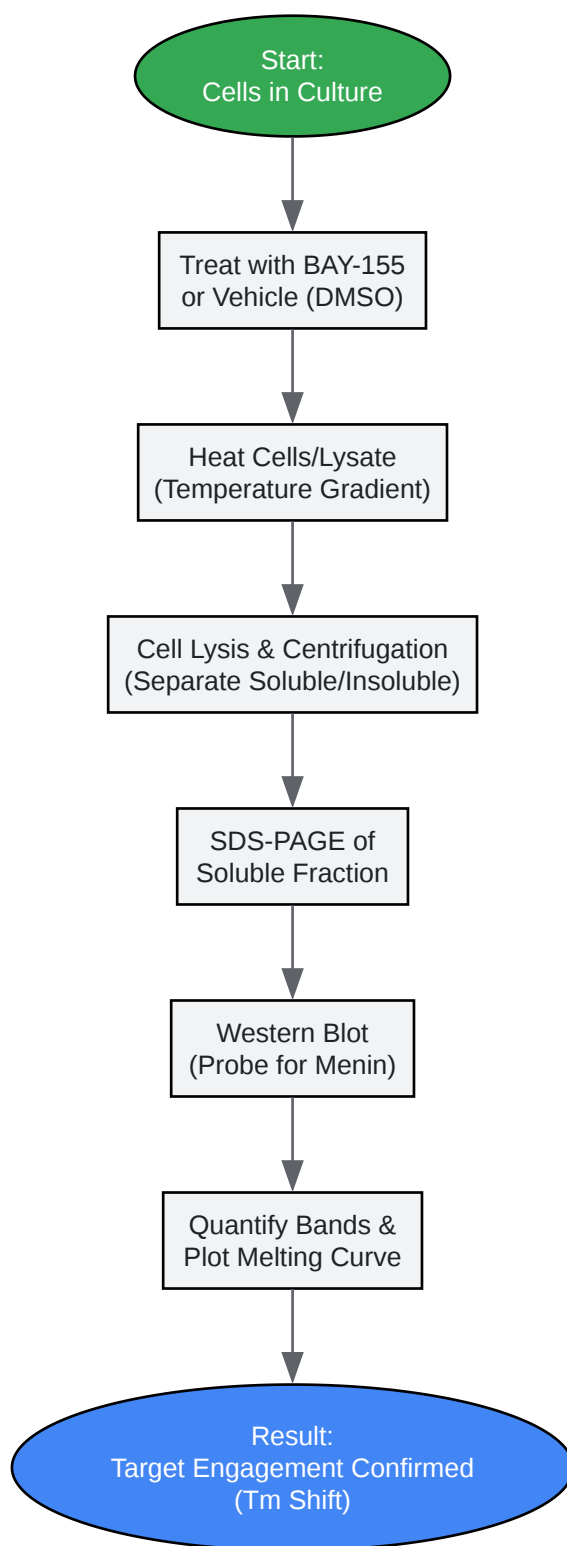 Start:
Cells in Culture
Treat with BAY-155
or Vehicle (DMSO)
Heat Cells/Lysate
(Temperature Gradient)
Cell Lysis & Centrifugation
(Separate Soluble/Insoluble)
SDS-PAGE of
Soluble Fraction
Western Blot
(Probe for Menin)
Quantify Bands &
Plot Melting Curve
Result:
Target Engagement Confirmed
(Tm Shift)